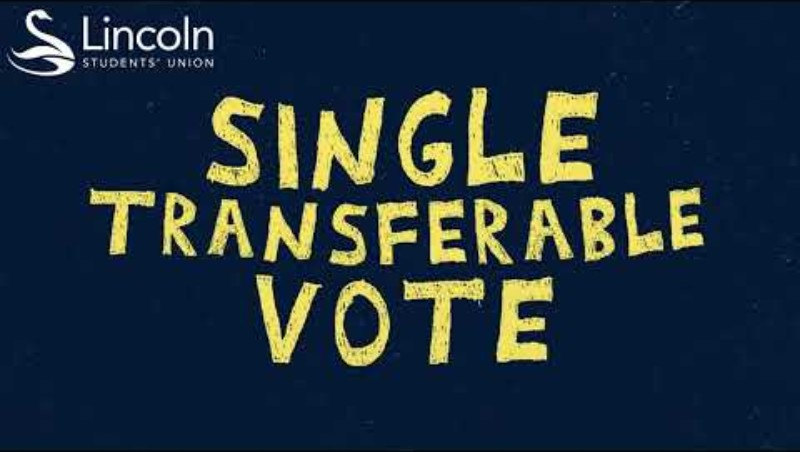 Lincoln
STUDENTS' UNION
SINGLE
TRANSFERABLE
VOTE